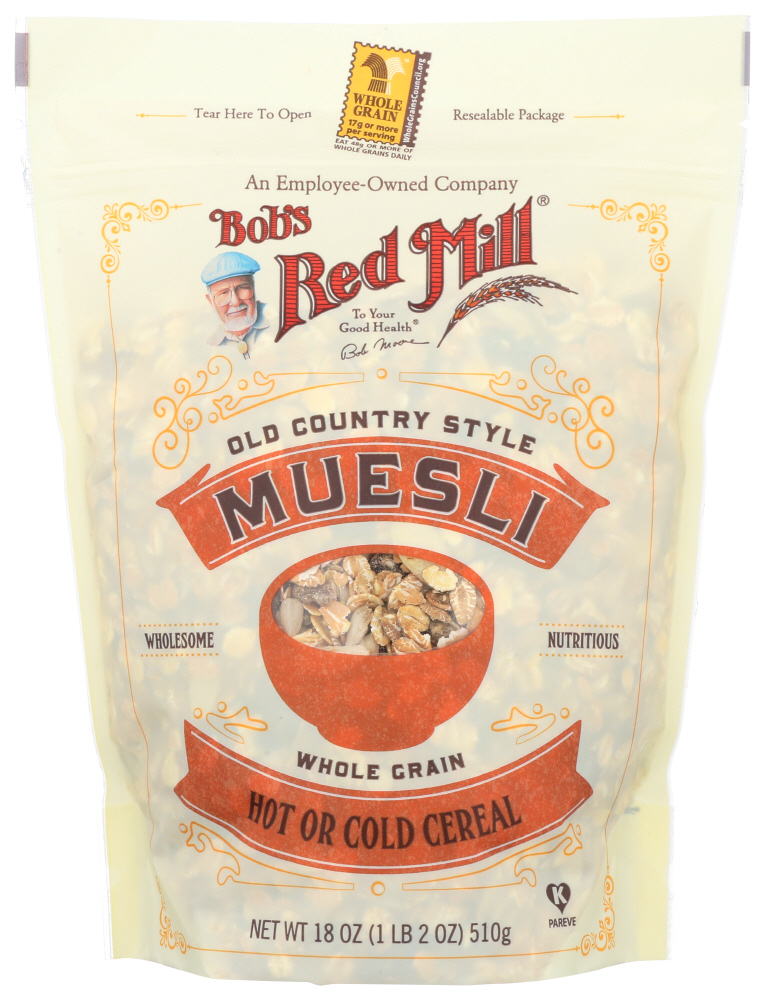 WHOLE
GRAIN
17g or more
per serving
WholeGrainsCouncil.org
EAT 48g OR MORE OF
WHOLE GRAINS DAILY
Tear Here To Open
Resealable Package
An Employee-Owned Company
Bob's
Red Mill®
To Your
Good Health®
Bob Moore
OLD COUNTRY STYLE
MUESLI
WHOLESOME
NUTRITIOUS
WHOLE GRAIN
HOT OR COLD CEREAL
K
PAREVE
NET WT 18 OZ (1 LB 2 OZ) 510g